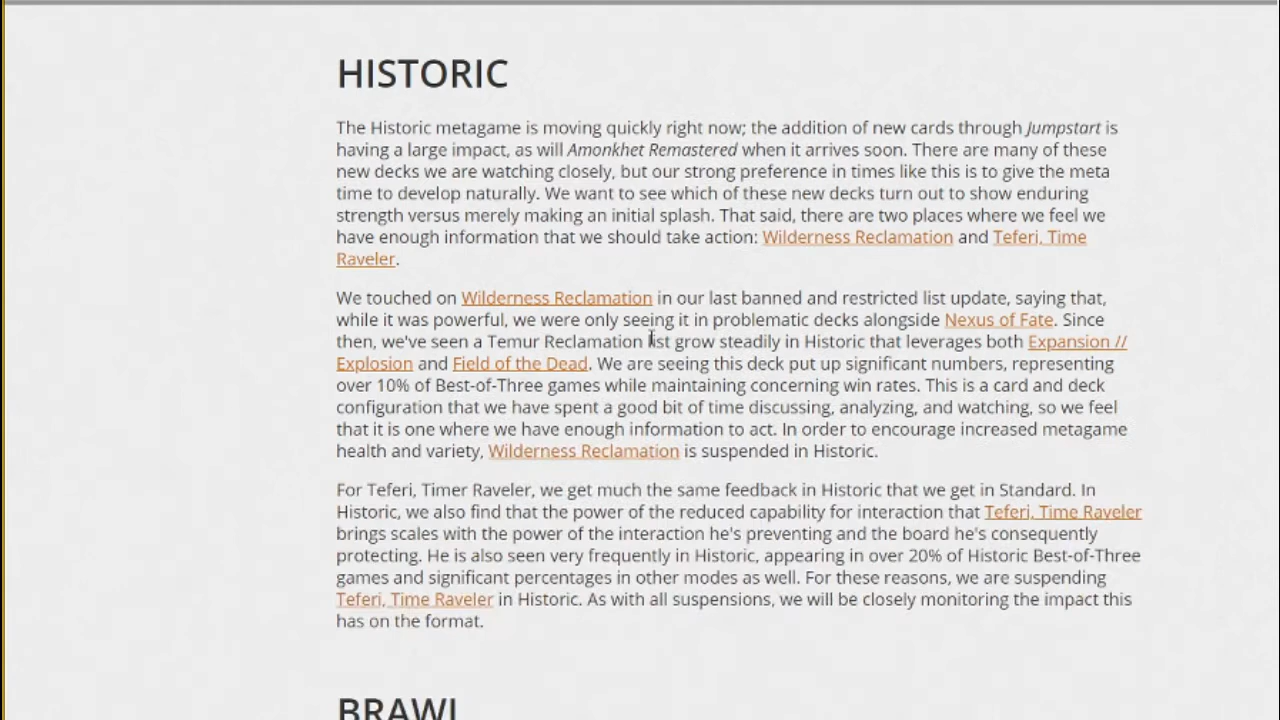 HISTORIC
The Historic metagame is moving quickly right now; the addition of new cards through Jumpstart is
having a large impact, as will Amonkhet Remastered when it arrives soon. There are many of these
new decks we are watching closely, but our strong preference in times like this is to give the meta
time to develop naturally. We want to see which of these new decks turn out to show enduring
strength versus merely making an initial splash. That said, there are two places where we feel we
have enough information that we should take action: Wilderness Reclamation and Teferi, Time
Raveler.
We touched on Wilderness Reclamation in our last banned and restricted list update, saying that,
while it was powerful, we were only seeing it in problematic decks alongside Nexus of Fate. Since
then, we've seen a Temur Reclamation list grow steadily in Historic that leverages both Expansion //
Explosion and Field of the Dead. We are seeing this deck put up significant numbers, representing
over 10% of Best-of-Three games while maintaining concerning win rates. This is a card and deck
configuration that we have spent a good bit of time discussing, analyzing, and watching, so we feel
that it is one where we have enough information to act. In order to encourage increased metagame
health and variety, Wilderness Reclamation is suspended in Historic.
For Teferi, Timer Raveler, we get much the same feedback in Historic that we get in Standard. In
Historic, we also find that the power of the reduced capability for interaction that Teferi, Time Raveler
brings scales with the power of the interaction he's preventing and the board he's consequently
protecting. He is also seen very frequently in Historic, appearing in over 20% of Historic Best-of-Three
games and significant percentages in other modes as well. For these reasons, we are suspending
Teferi, Time Raveler in Historic. As with all suspensions, we will be closely monitoring the impact this
has on the format.
BRAWL